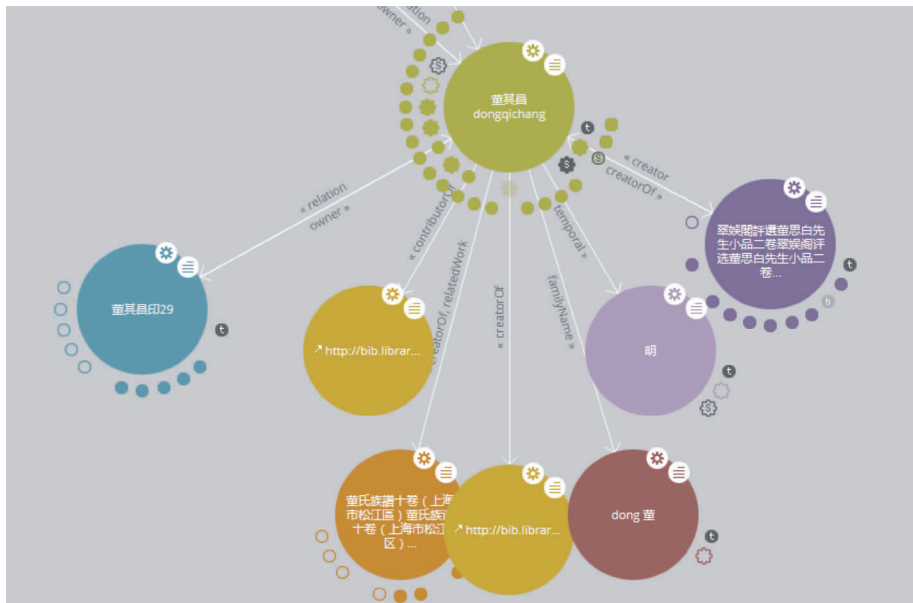 owner »
董其昌
dongqichang
« relation
owner »
« contributorOf
creatorOf, relatedWork
« creatorOf
familyName »
temporal »
« creator
creatorOf »
董其昌印29
翠娛閣評選董思白先
生小品二卷翠娱阁评
选董思白先生小品二
卷...
http://bib.librar...
明
董氏族譜十卷（上海
市松江區）董氏族
十卷（上海市松江
区）...
http://bib.librar...
dong 董